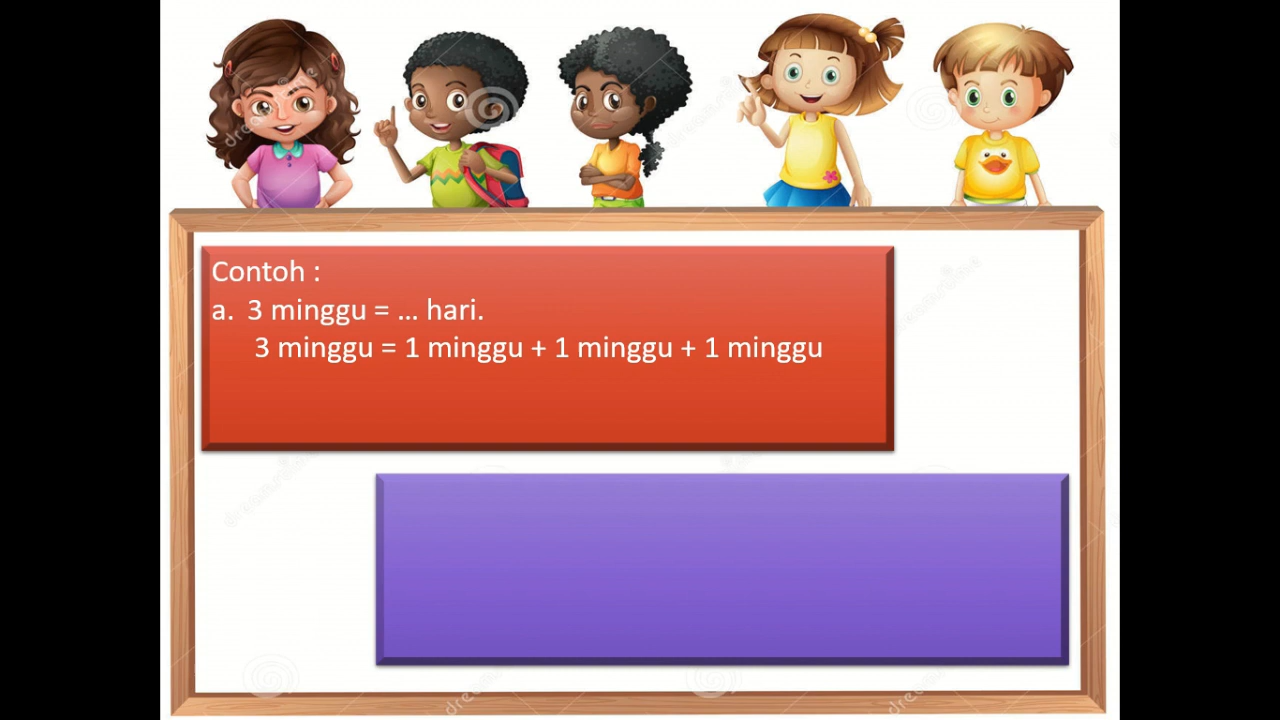 Contoh :
a. 3 minggu = ... hari.
3 minggu = 1 minggu + 1 minggu + 1 minggu